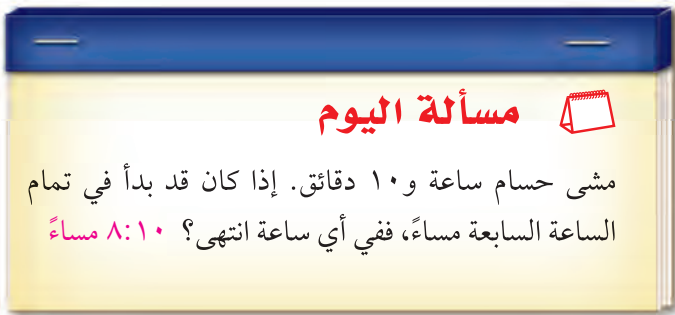 مسألة اليوم
مشى حسام ساعة و١٠ دقائق. إذا كان قد بدأ في تمام
الساعة السابعة مساءً، ففي أي ساعة انتهى؟ ٨:١٠ مساءً